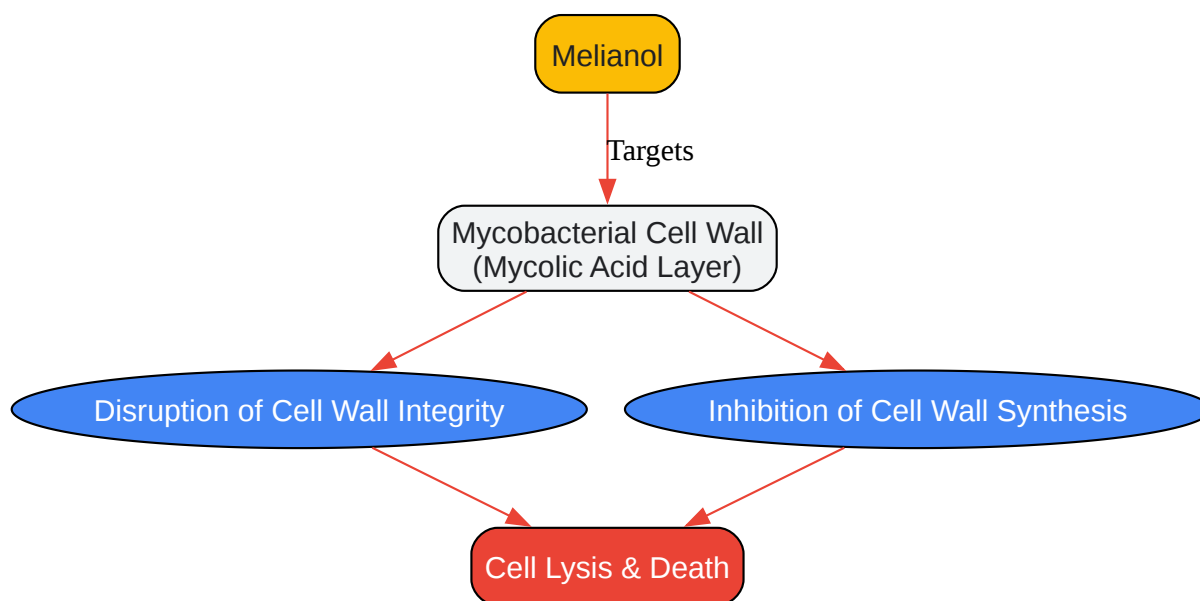 Melianol
Targets
Mycobacterial Cell Wall
(Mycolic Acid Layer)
Disruption of Cell Wall Integrity
Inhibition of Cell Wall Synthesis
Cell Lysis & Death